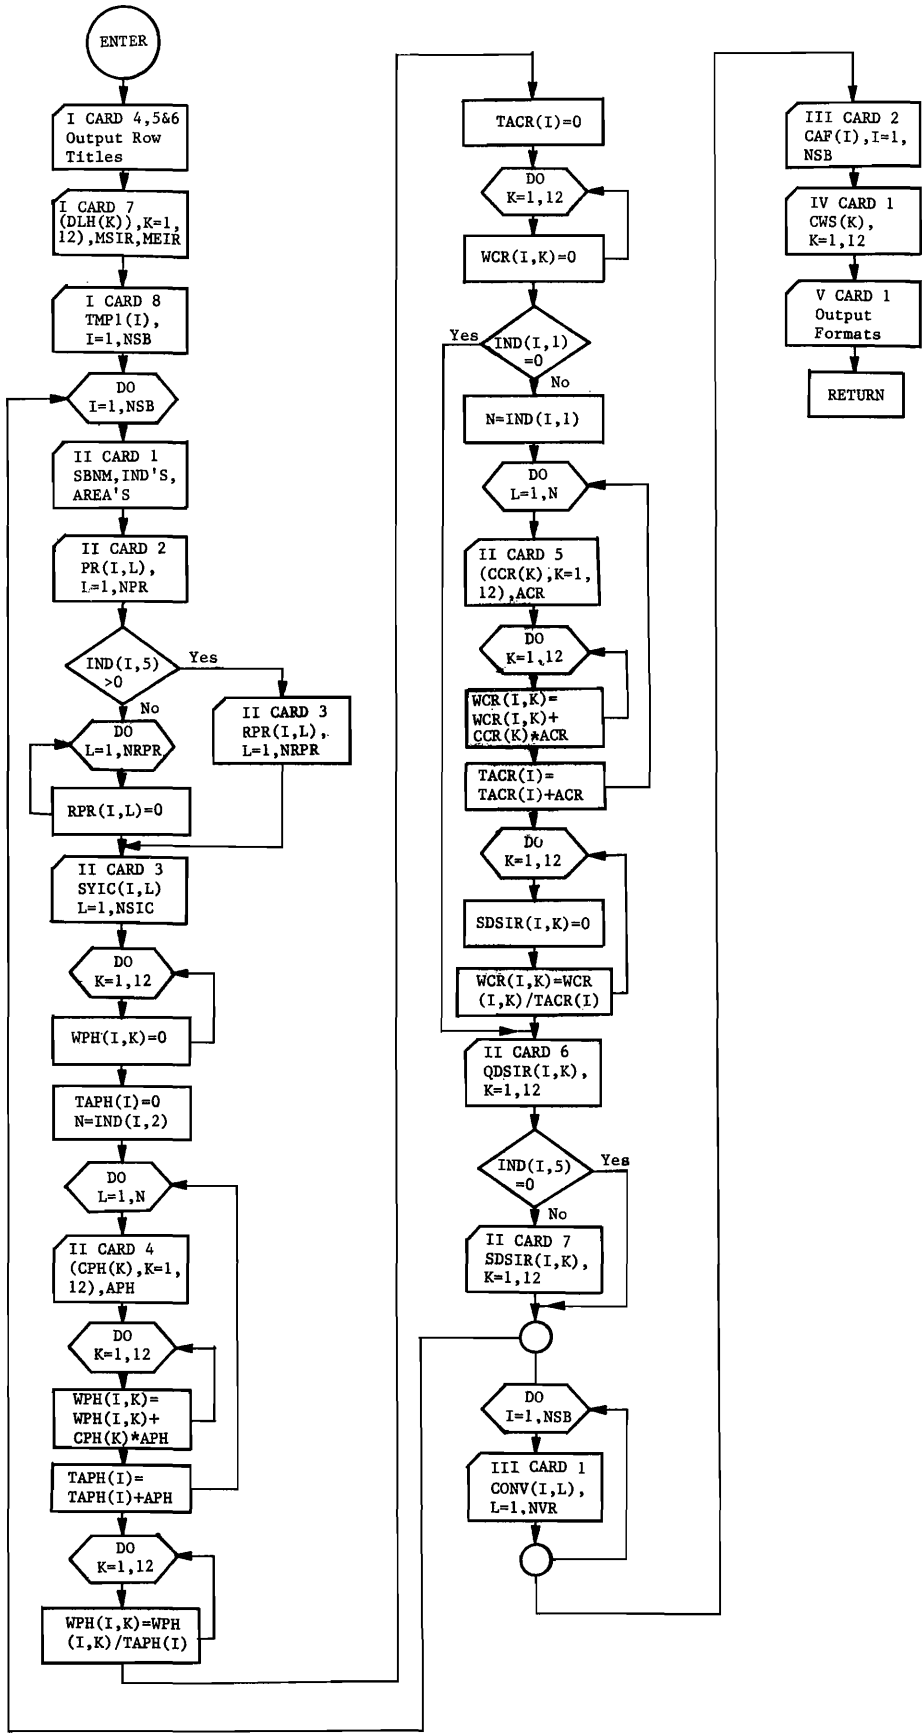 ENTER
I CARD 4,5&6
Output Row
Titles
I CARD 7
(DLH(K)),K=1,
12),MSIR,MEIR
I CARD 8
TMP1(I),
I=1,NSB
DO
I=1,NSB
II CARD 1
SBNM,IND'S,
AREA'S
II CARD 2
PR(I,L),
L=1,NPR
IND(I,5)
>0
Yes
No
II CARD 3
RPR(I,L),
L=1,NRPR
DO
L=1,NRPR
RPR(I,L)=0
II CARD 3
SYIC(I,L)
L=1,NSIC
DO
K=1,12
WPH(I,K)=0
TAPH(I)=0
N=IND(I,2)
DO
L=1,N
II CARD 4
(CPH(K),K=1,
12),APH
DO
K=1,12
WPH(I,K)=
WPH(I,K)+
CPH(K)*APH
TAPH(I)=
TAPH(I)+APH
DO
K=1,12
WPH(I,K)=WPH
(I,K)/TAPH(I)
TACR(I)=0
DO
K=1,12
WCR(I,K)=0
Yes
IND(I,1)
=0
No
N=IND(I,1)
DO
L=1,N
II CARD 5
(CCR(K),K=1,
12),ACR
DO
K=1,12
WCR(I,K)=
WCR(I,K)+
CCR(K)*ACR
TACR(I)=
TACR(I)+ACR
DO
K=1,12
SDSIR(I,K)=0
WCR(I,K)=WCR
(I,K)/TACR(I)
II CARD 6
QDSIR(I,K),
K=1,12
IND(I,5)
=0
Yes
No
II CARD 7
SDSIR(I,K),
K=1,12
DO
I=1,NSB
III CARD 1
CONV(I,L),
L=1,NVR
III CARD 2
CAF(I),I=1,
NSB
IV CARD 1
CWS(K),
K=1,12
V CARD 1
Output
Formats
RETURN